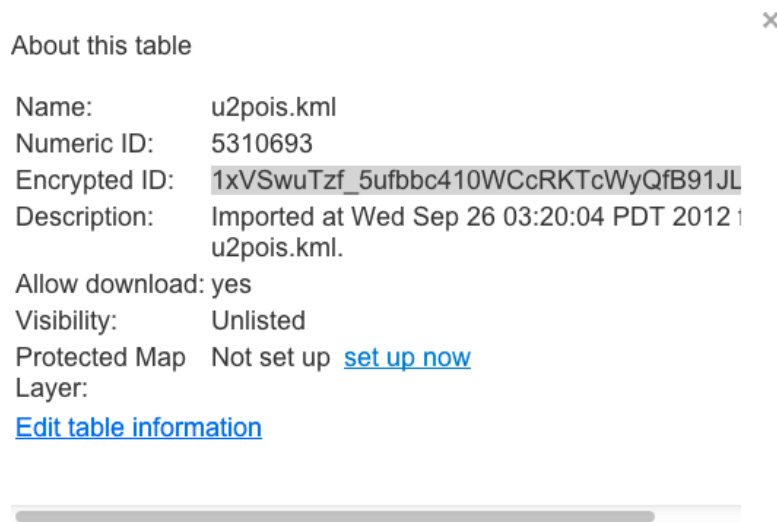 About this table
Name: u2pois.kml
Numeric ID: 5310693
Encrypted ID: 1xVSwuTzf_5ufbbc410WCcRKTcWyQfB91JL
Description: Imported at Wed Sep 26 03:20:04 PDT 2012
u2pois.kml.
Allow download: yes
Visibility: Unlisted
Protected Map Not set up set up now
Layer:
Edit table information